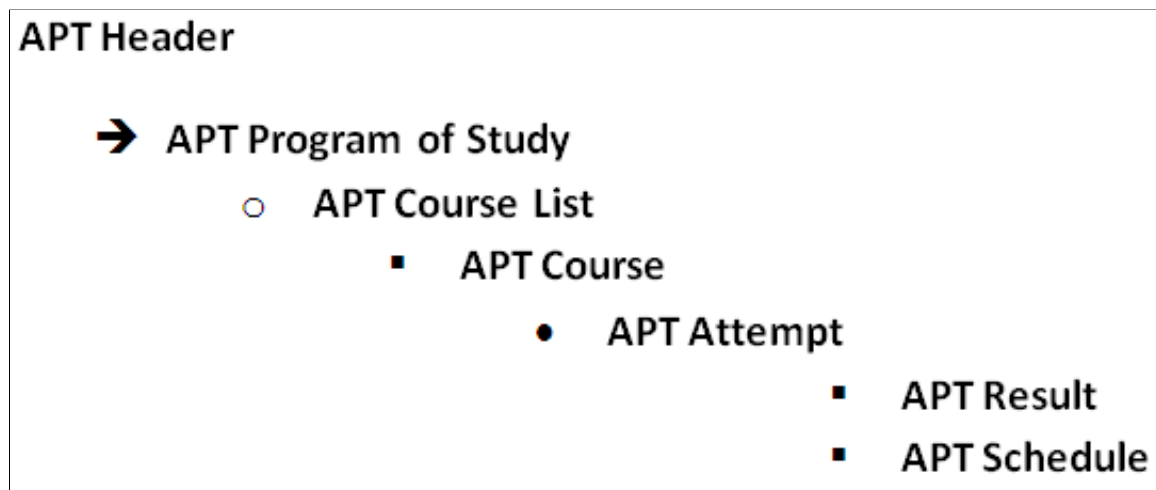 APT Header
➔ APT Program of Study
○ APT Course List
▪ APT Course
• APT Attempt
▪ APT Result
▪ APT Schedule